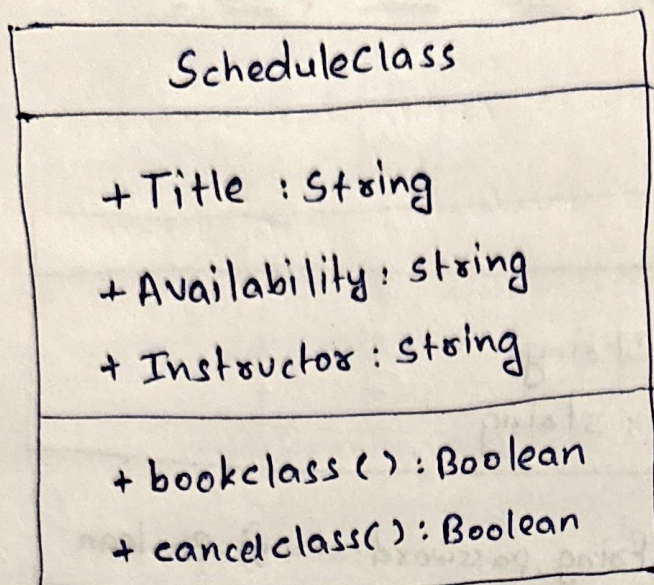 ScheduleClass
+ Title : String
+ Availability : string
+ Instructor : string
+ bookclass () : Boolean
+ cancelclass() : Boolean